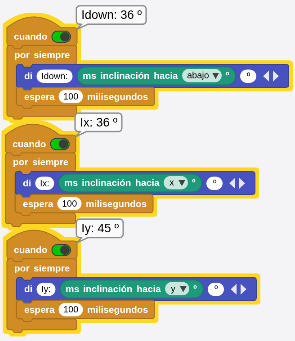 Idown: 36 º
cuando
por siempre
di Idown: ms inclinación hacia abajo º º
espera 100 milisegundos
Ix: 36 º
cuando
por siempre
di Ix: ms inclinación hacia x º º
espera 100 milisegundos
Iy: 45 º
cuando
por siempre
di Iy: ms inclinación hacia y º º
espera 100 milisegundos